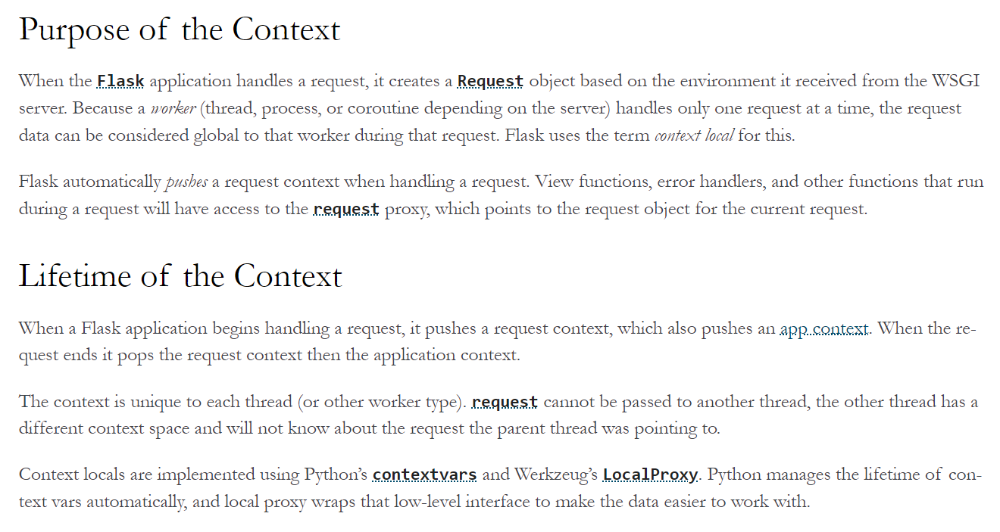 Purpose of the Context
When the Flask application handles a request, it creates a Request object based on the environment it received from the WSGI
server. Because a worker (thread, process, or coroutine depending on the server) handles only one request at a time, the request
data can be considered global to that worker during that request. Flask uses the term context local for this.
Flask automatically pushes a request context when handling a request. View functions, error handlers, and other functions that run
during a request will have access to the request proxy, which points to the request object for the current request.
Lifetime of the Context
When a Flask application begins handling a request, it pushes a request context, which also pushes an app context. When the re-
quest ends it pops the request context then the application context.
The context is unique to each thread (or other worker type). request cannot be passed to another thread, the other thread has a
different context space and will not know about the request the parent thread was pointing to.
Context locals are implemented using Python’s contextvars and Werkzeug’s LocalProxy. Python manages the lifetime of con-
text vars automatically, and local proxy wraps that low-level interface to make the data easier to work with.